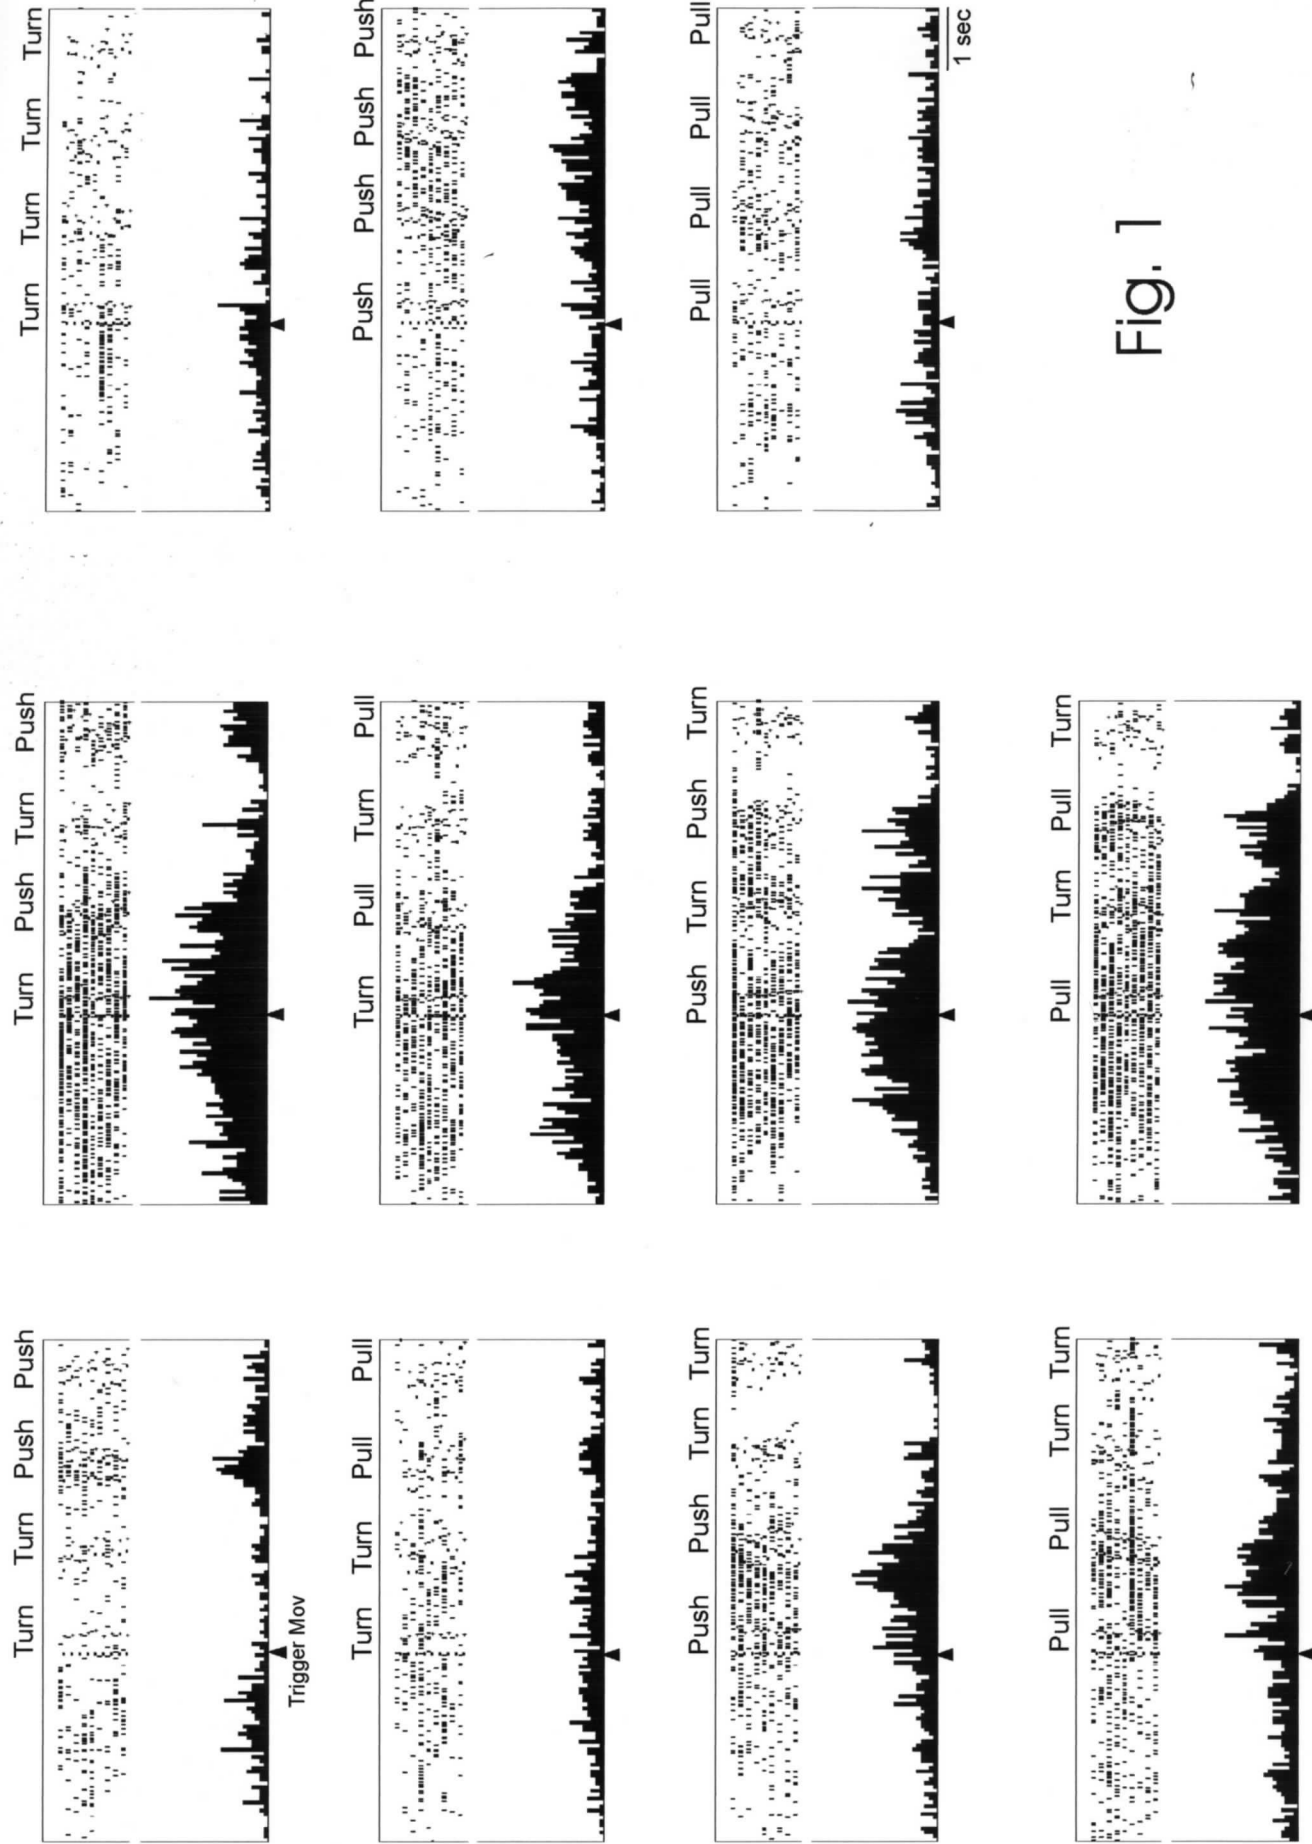 Turn Turn Push Push
Turn Push Turn Push
Turn Turn Turn Turn
Trigger Mov
Turn Turn Pull Pull
Turn Pull Turn Pull
Push Push Push Push
Push Push Turn Turn
Push Turn Push Turn
Pull Pull Pull Pull
1 sec
Pull Pull Turn Turn
Pull Turn Pull Turn
Fig. 1